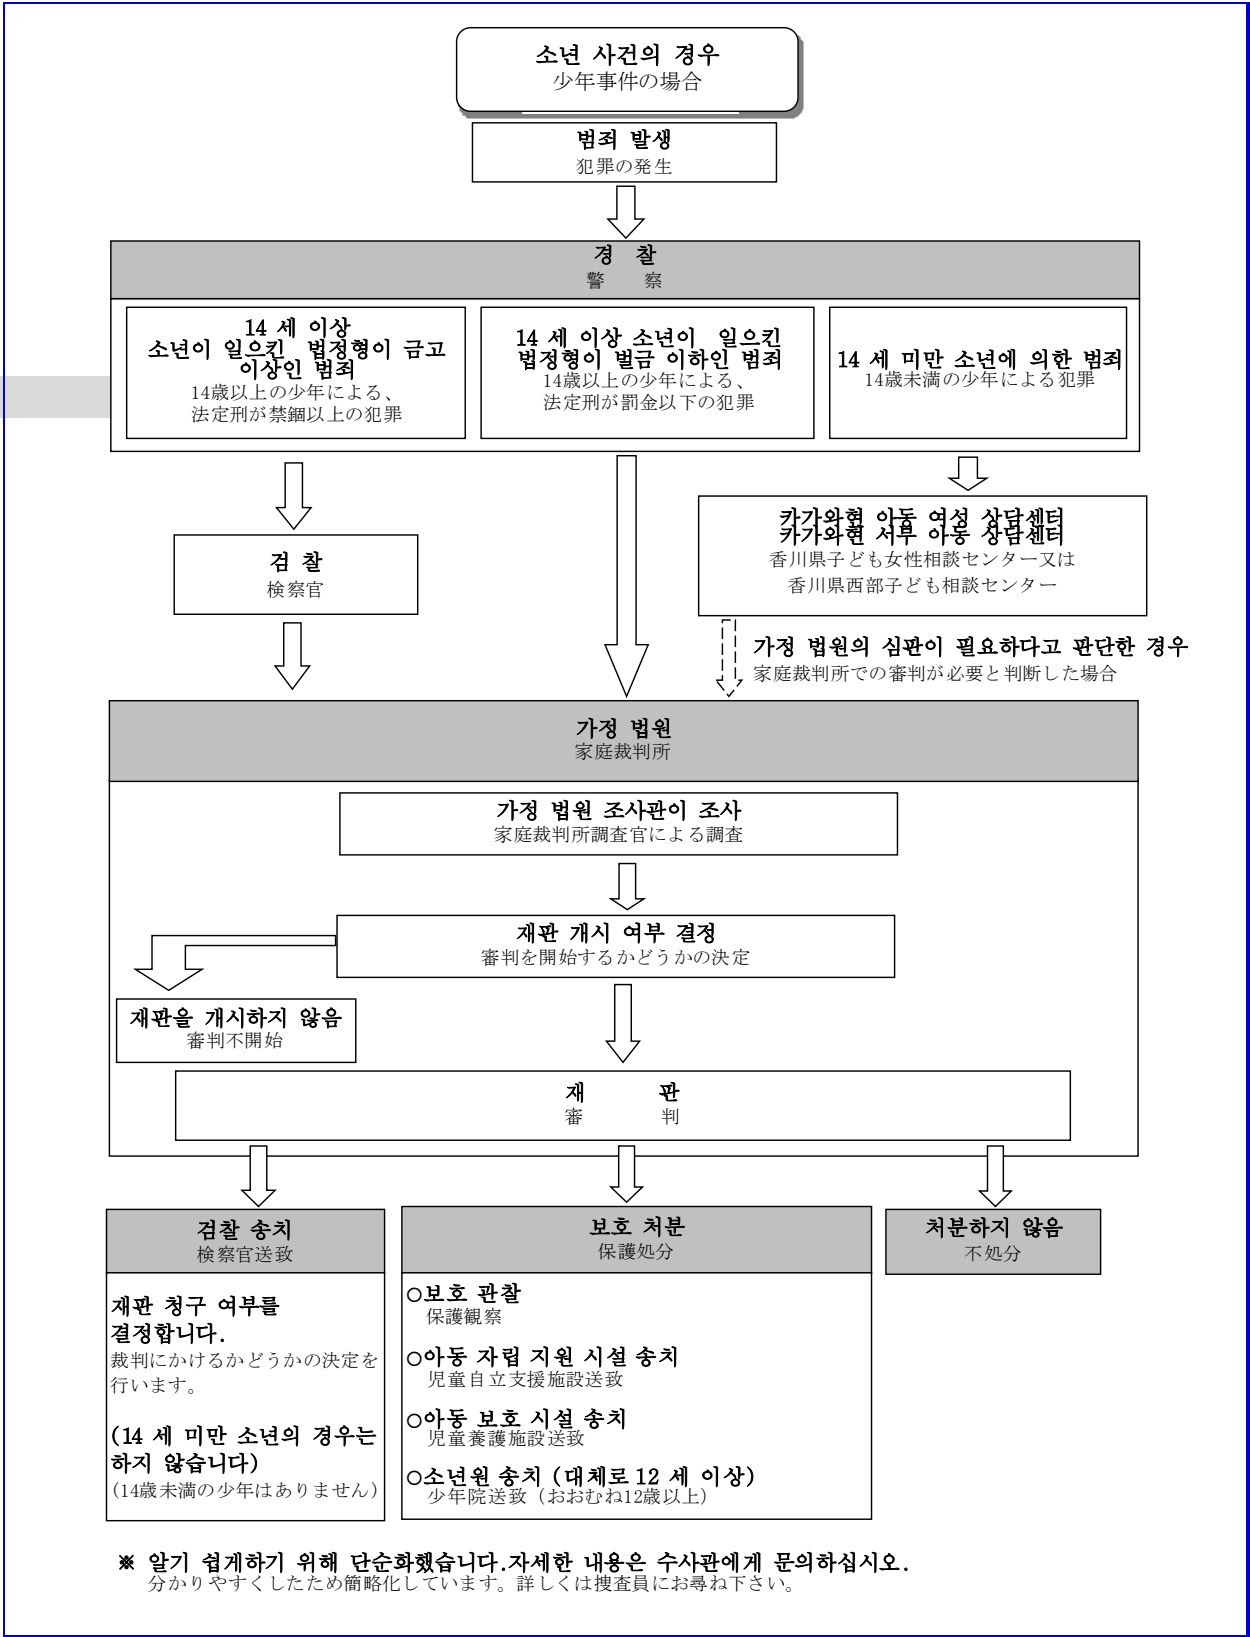 소년 사건의 경우
少年事件の場合
범죄 발생
犯罪の発生
경 찰
警 察
14 세 이상
소년이 일으킨 법정형이 금고
이상인 범죄
14歳以上の少年による、
法定刑が禁錮以上の犯罪
14 세 이상 소년이 일으킨
법정형이 벌금 이하인 범죄
14歳以上の少年による、
法定刑が罰金以下の犯罪
14 세 미만 소년에 의한 범죄
14歳未満の少年による犯罪
카가와현 아동 여성 상담센터
카가와현 서부 아동 상담센터
香川県子ども女性相談センター又は
香川県西部子ども相談センター
검 찰
検察官
가정 법원의 심판이 필요하다고 판단한 경우
家庭裁判所での審判が必要と判断した場合
가정 법원
家庭裁判所
가정 법원 조사관이 조사
家庭裁判所調査官による調査
재판 개시 여부 결정
審判を開始するかどうかの決定
재판을 개시하지 않음
審判不開始
재 판
審 判
검찰 송치
検察官送致
재판 청구 여부를
결정합니다.
裁判にかけるかどうかの決定を
行います。
(14 세 미만 소년의 경우는
하지 않습니다)
(14歳未満の少年はありません)
보호 처분
保護処分
○보호 관찰
保護観察
○아동 자립 지원 시설 송치
児童自立支援施設送致
○아동 보호 시설 송치
児童養護施設送致
○소년원 송치 (대체로 12 세 이상)
少年院送致（おおむね12歳以上）
처분하지 않음
不処分
※ 알기 쉽게하기 위해 단순화했습니다.자세한 내용은 수사관에게 문의하십시오.
分かりやすくしたため簡略化しています。詳しくは捜査員にお尋ね下さい。